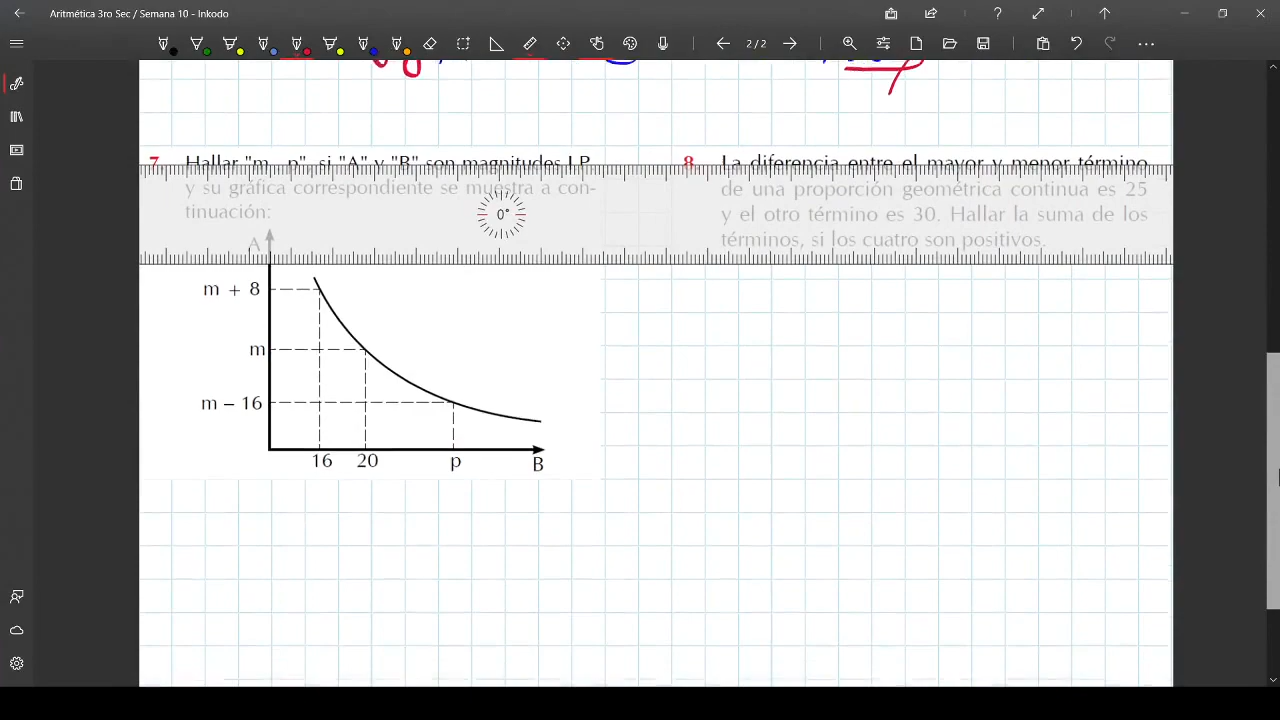 Aritmética 3ro Sec / Semana 10 - Inkodo
2/2
7 Hallar "m p", si "A" y "B" son magnitudes I.P.
y su gráfica correspondiente se muestra a con-
tinuación:
0°
A
m + 8
m
m – 16
16 20 p B
8 La diferencia entre el mayor y menor término
de una proporción geométrica continua es 25
y el otro término es 30. Hallar la suma de los
términos, si los cuatro son positivos.